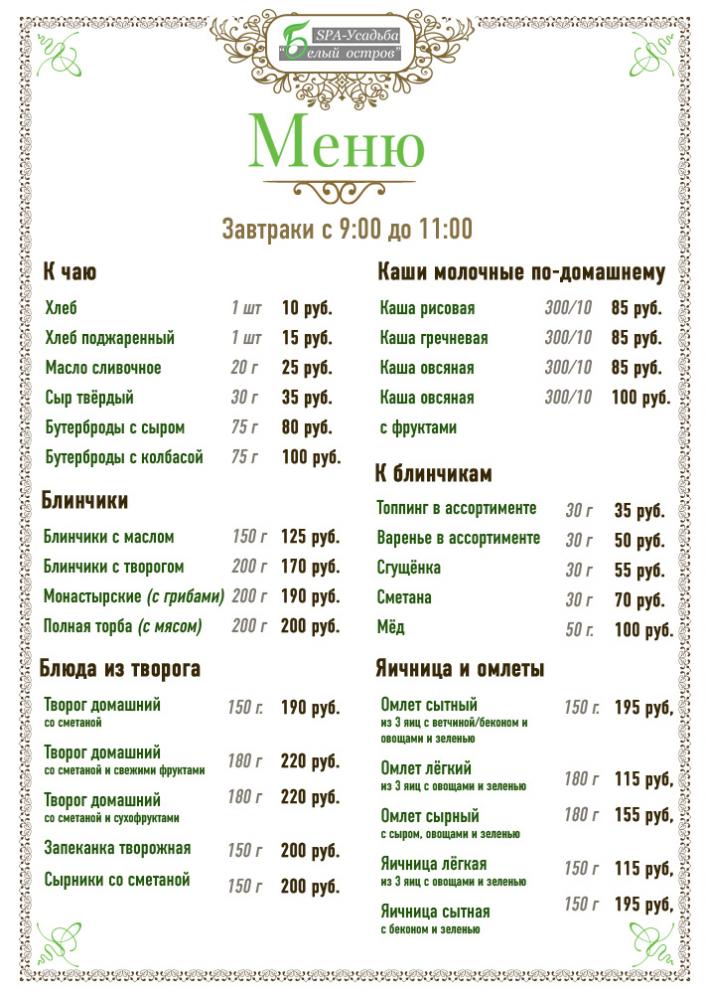 SPA-Усадьба
"Белый остров"
Меню
Завтраки с 9:00 до 11:00
К чаю
Хлеб 1 шт 10 руб.
Хлеб поджаренный 1 шт 15 руб.
Масло сливочное 20 г 25 руб.
Сыр твёрдый 30 г 35 руб.
Бутерброды с сыром 75 г 80 руб.
Бутерброды с колбасой 75 г 100 руб.
Блинчики
Блинчики с маслом 150 г 125 руб.
Блинчики с творогом 200 г 170 руб.
Монастырские (с грибами) 200 г 190 руб.
Полная торба (с мясом) 200 г 200 руб.
Блюда из творога
Творог домашний 150 г. 190 руб.
со сметаной
Творог домашний 180 г 220 руб.
со сметаной и свежими фруктами
Творог домашний 180 г 220 руб.
со сметаной и сухофруктами
Запеканка творожная 150 г 200 руб.
Сырники со сметаной 150 г 200 руб.
Каши молочные по-домашнему
Каша рисовая 300/10 85 руб.
Каша гречневая 300/10 85 руб.
Каша овсяная 300/10 85 руб.
Каша овсяная 300/10 100 руб.
с фруктами
К блинчикам
Топпинг в ассортименте 30 г 35 руб.
Варенье в ассортименте 30 г 50 руб.
Сгущёнка 30 г 55 руб.
Сметана 30 г 70 руб.
Мёд 50 г. 100 руб.
Яичница и омлеты
Омлет сытный 150 г. 195 руб,
из 3 яиц с ветчиной/беконом и
овощами и зеленью
Омлет лёгкий 180 г 115 руб,
из 3 яиц с овощами и зеленью
Омлет сырный 180 г 155 руб,
с сыром, овощами и зеленью
Яичница лёгкая 150 г 115 руб,
из 3 яиц с овощами и зеленью
Яичница сытная 150 г 195 руб,
с беконом и зеленью